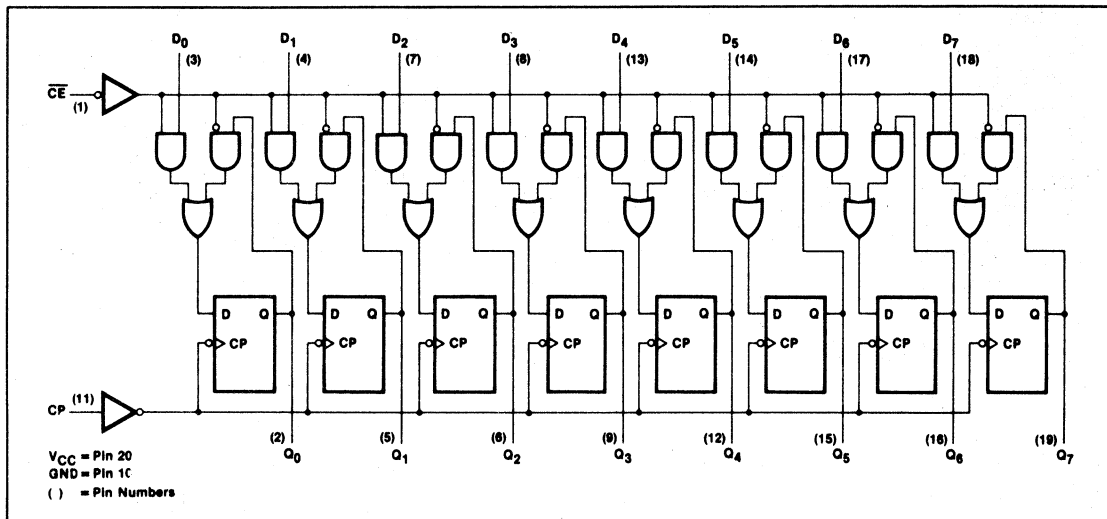 D0 D1 D2 D3 D4 D5 D6 D7
(3) (4) (7) (8) (13) (14) (17) (18)
CE
(1)
D Q D Q D Q D Q D Q D Q D Q D Q
CP CP CP CP CP CP CP CP
CP (11)
(2) (5) (6) (9) (12) (15) (16) (19)
Q0 Q1 Q2 Q3 Q4 Q5 Q6 Q7
VCC = Pin 20
GND = Pin 10
( ) = Pin Numbers